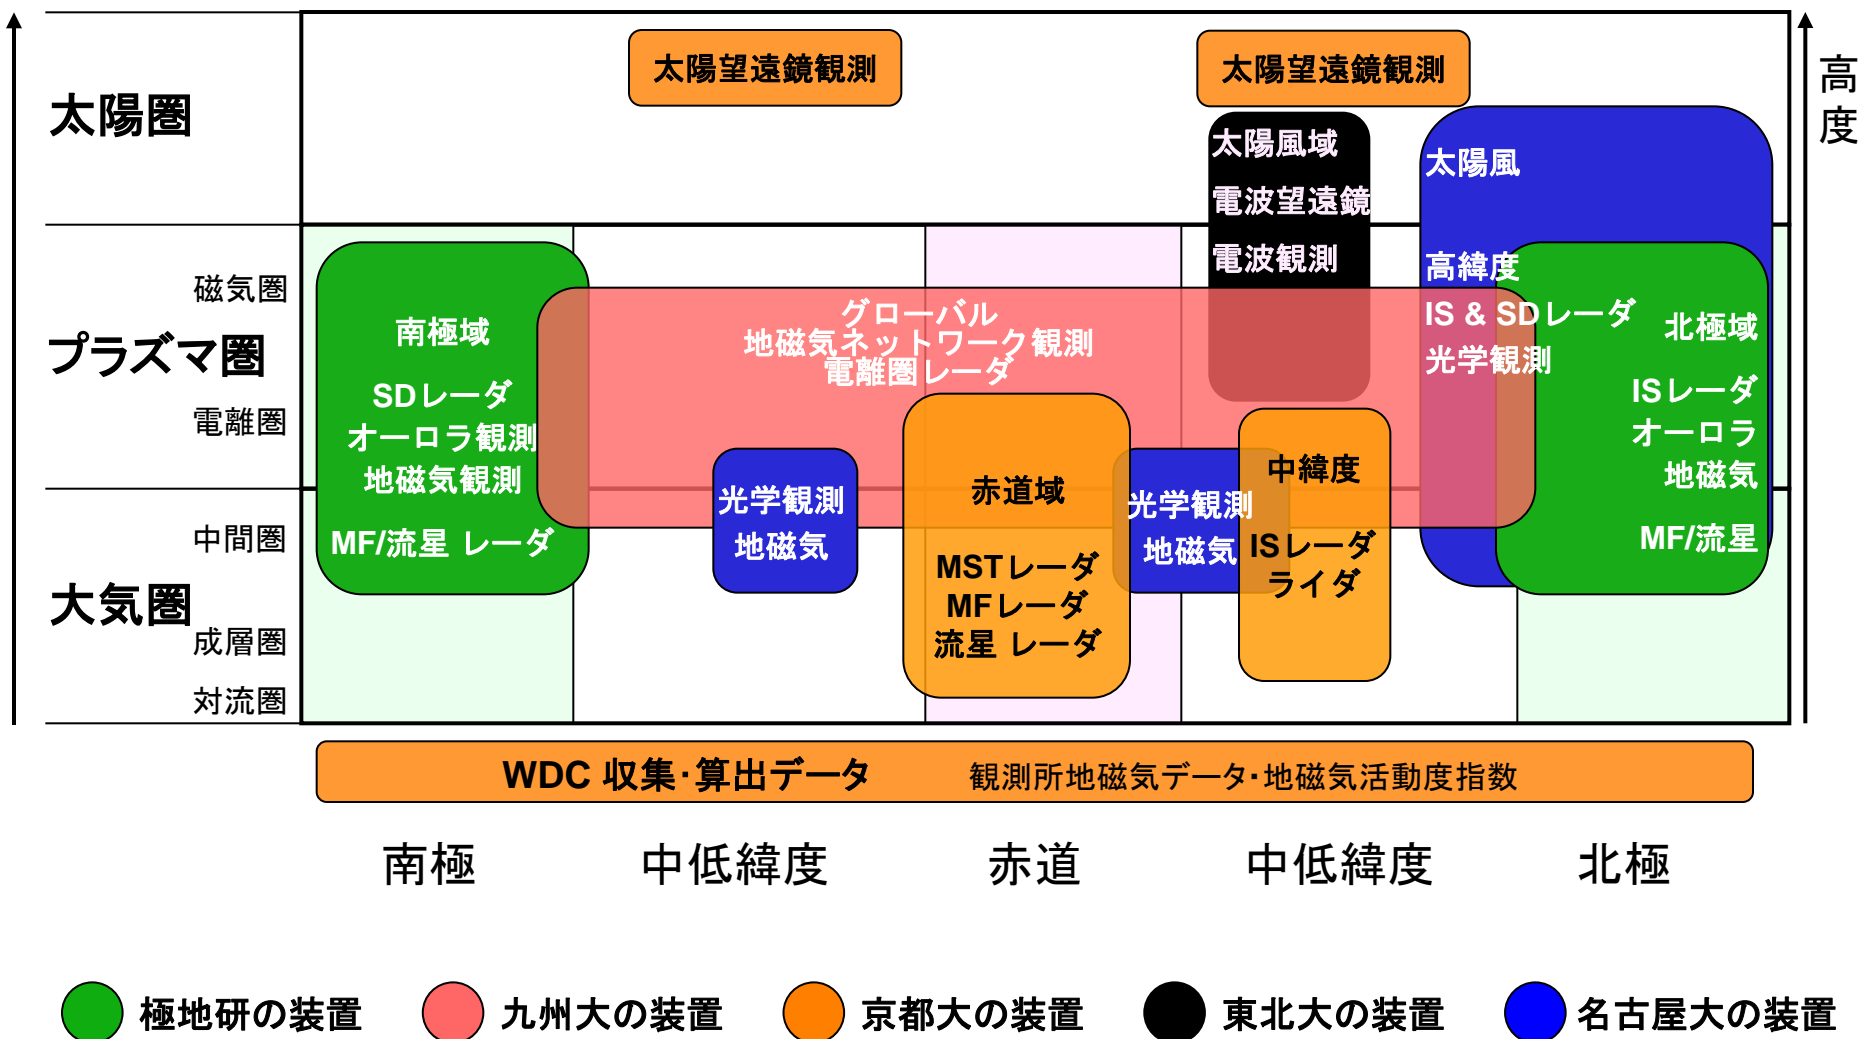 高度
太陽圏
太陽望遠鏡観測
太陽望遠鏡観測
太陽風域
電波望遠鏡
電波観測
太陽風
高緯度
IS & SDレーダ
光学観測
磁気圏
プラズマ圏
電離圏
南極域
SDレーダ
オーロラ観測
地磁気観測
MF/流星 レーダ
グローバル
地磁気ネットワーク観測
電離圏レーダ
北極域
ISレーダ
オーロラ
地磁気
MF/流星
光学観測
地磁気
赤道域
MSTレーダ
MFレーダ
流星 レーダ
光学観測
地磁気
中緯度
ISレーダ
ライダ
中間圏
大気圏
成層圏
対流圏
WDC 収集・算出データ 観測所地磁気データ・地磁気活動度指数
南極 中低緯度 赤道 中低緯度 北極
極地研の装置 九州大の装置 京都大の装置 東北大の装置 名古屋大の装置